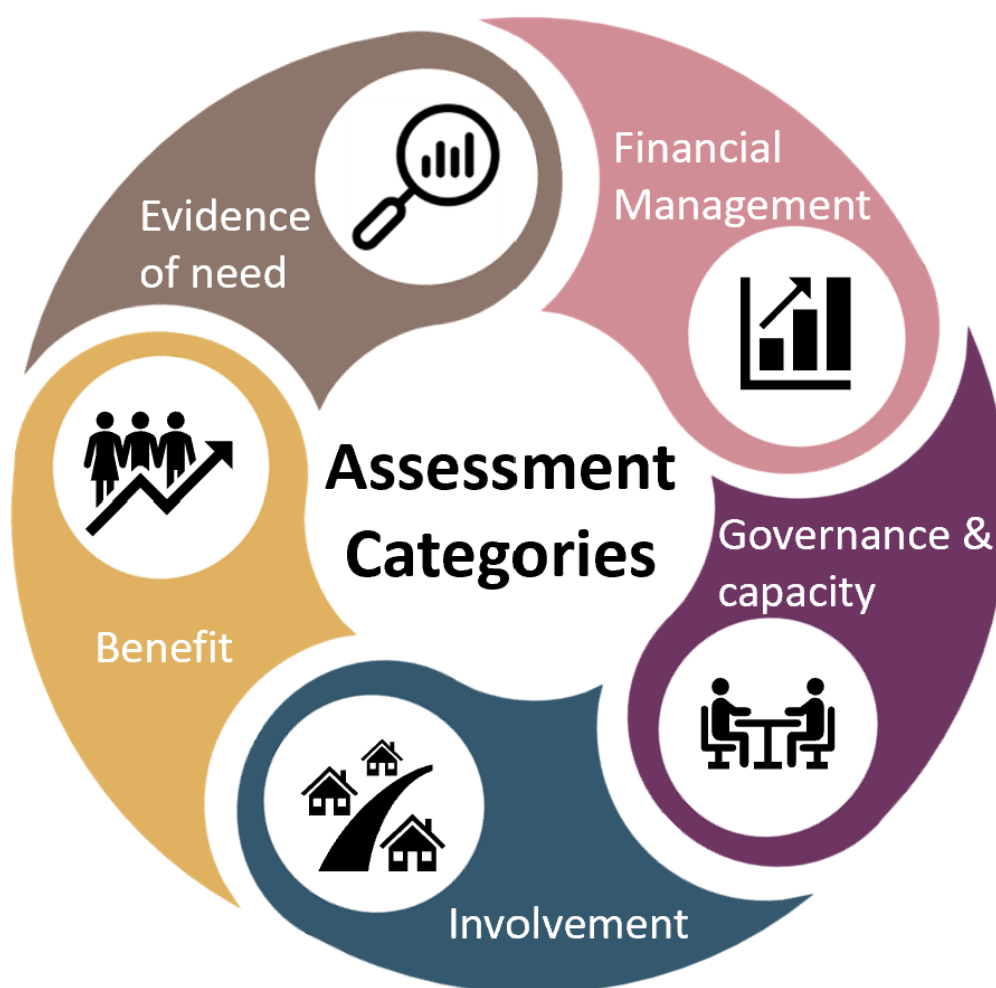 Assessment
Categories
Evidence
of need
Financial
Management
Governance &
capacity
Involvement
Benefit